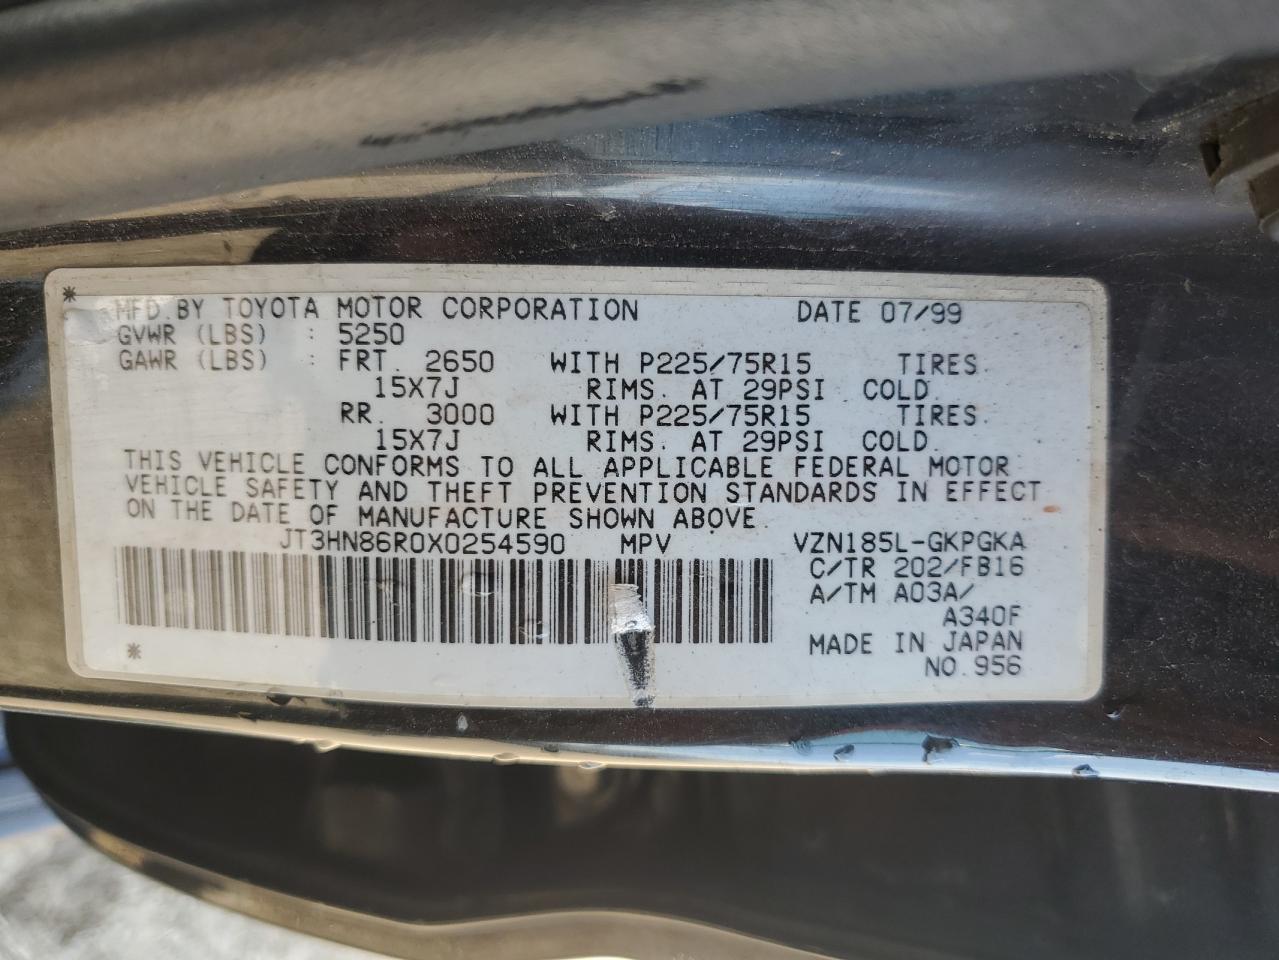 MFD. BY TOYOTA MOTOR CORPORATION DATE 07/99
GVWR (LBS) : 5250
GAWR (LBS) : FRT. 2650 WITH P225/75R15 TIRES.
15X7J RIMS. AT 29PSI COLD.
RR. 3000 WITH P225/75R15 TIRES.
15X7J RIMS. AT 29PSI COLD.
THIS VEHICLE CONFORMS TO ALL APPLICABLE FEDERAL MOTOR
VEHICLE SAFETY AND THEFT PREVENTION STANDARDS IN EFFECT
ON THE DATE OF MANUFACTURE SHOWN ABOVE.
JT3HN86R0X0254590 MPV VZN185L-GKPGKA
C/TR 202/FB16
A/TM A03A/
A340F
MADE IN JAPAN
NO. 956